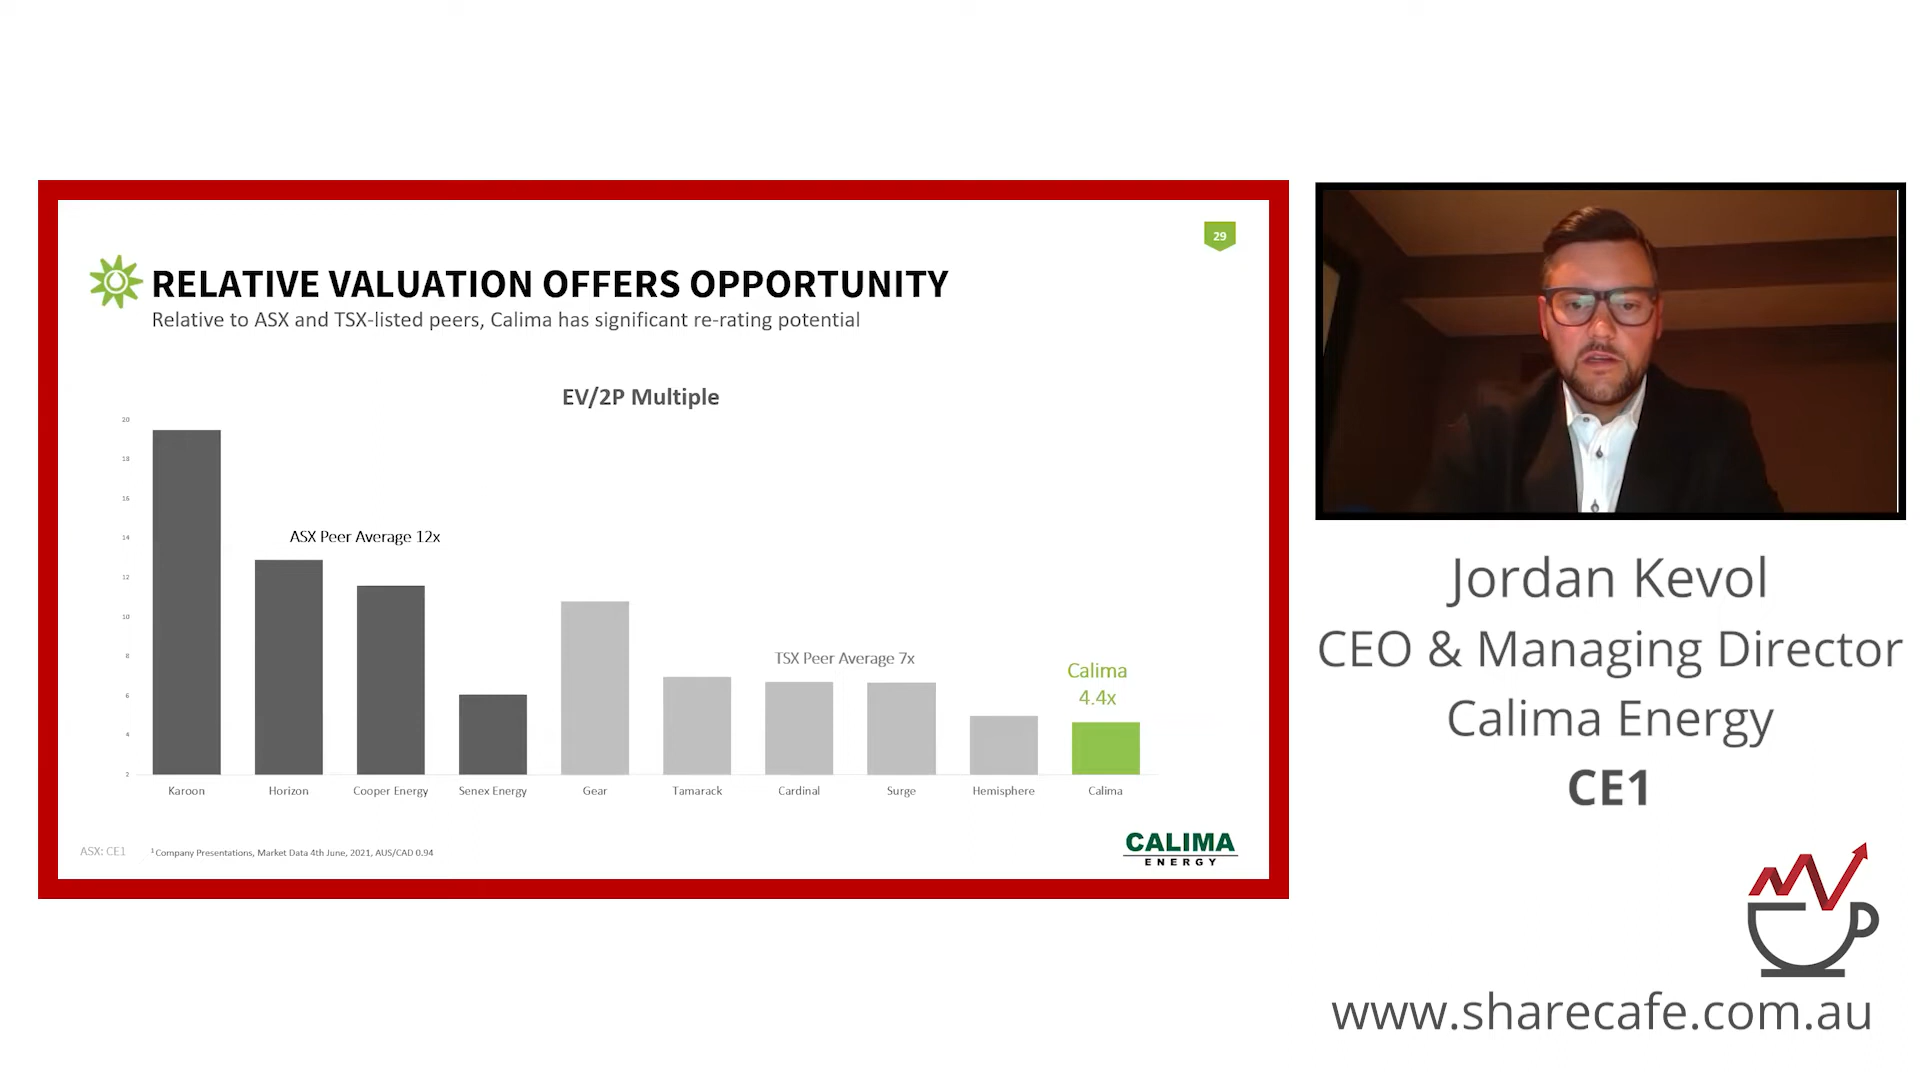 29
RELATIVE VALUATION OFFERS OPPORTUNITY
Relative to ASX and TSX-listed peers, Calima has significant re-rating potential
EV/2P Multiple
20
18
16
14
12
10
8
6
4
2
ASX Peer Average 12x
TSX Peer Average 7x
Calima
4.4x
Karoon Horizon Cooper Energy Senex Energy Gear Tamarack Cardinal Surge Hemisphere Calima
ASX: CE1
¹Company Presentations, Market Data 4th June, 2021, AUS/CAD 0.94
CALIMA
ENERGY
Jordan Kevol
CEO & Managing Director
Calima Energy
CE1
www.sharecafe.com.au